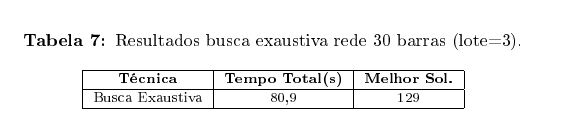 Tabela 7: Resultados busca exaustiva rede 30 barras (lote=3).
Técnica Tempo Total(s) Melhor Sol.
Busca Exaustiva 80,9 129